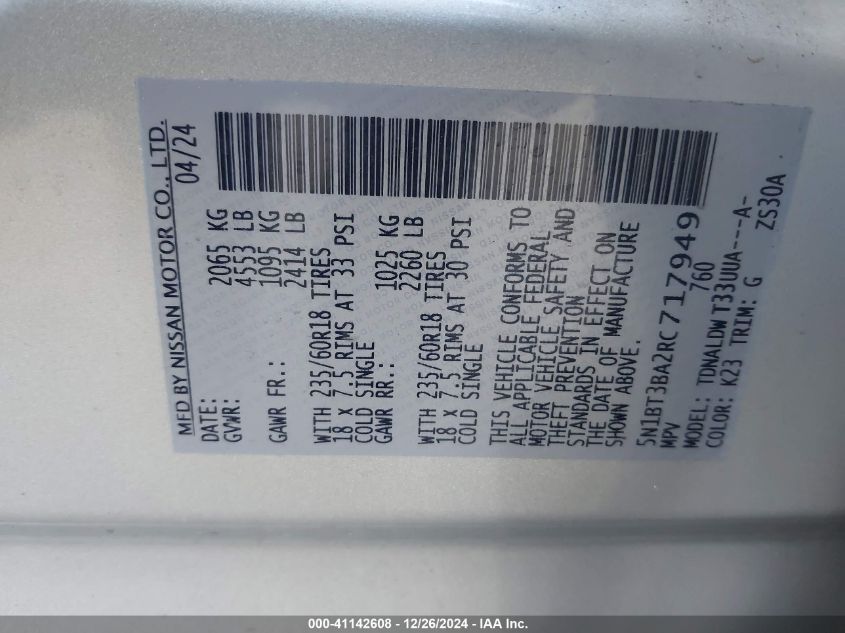 MFD BY NISSAN MOTOR CO., LTD.
DATE: 04/24
GVWR: 2065 KG
4553 LB
GAWR FR.: 1095 KG
2414 LB
WITH 235/60R18 TIRES
18 X 7.5 RIMS AT 33 PSI
COLD SINGLE
GAWR RR.: 1025 KG
2260 LB
WITH 235/60R18 TIRES
18 X 7.5 RIMS AT 30 PSI
COLD SINGLE
THIS VEHICLE CONFORMS TO
ALL APPLICABLE FEDERAL
MOTOR VEHICLE SAFETY AND
THEFT PREVENTION
STANDARDS IN EFFECT ON
THE DATE OF MANUFACTURE
SHOWN ABOVE.
5N1BT3BA2RC717949
MPV 760
MODEL: TDNALDW T33UUA---A-
COLOR: K23 TRIM: G ZS30A
000-41142608 - 12/26/2024 - IAA Inc.